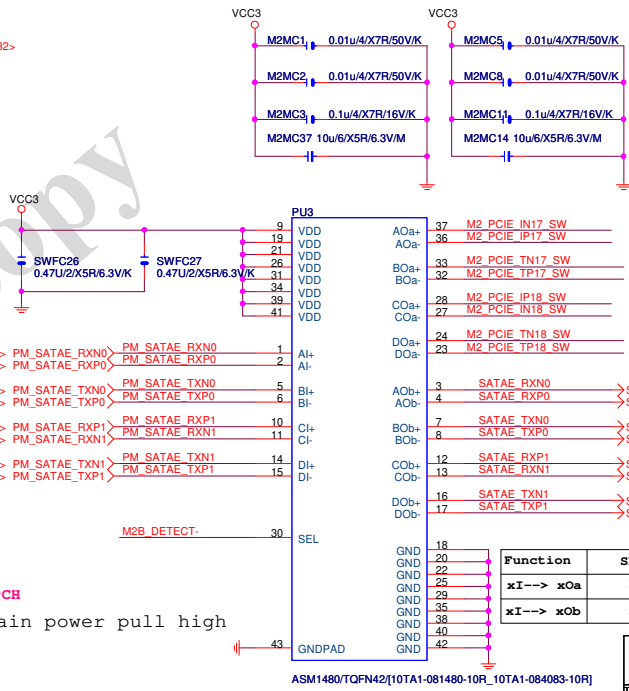 VCC3
M2MC1 0.01u/4/X7R/50V/K
M2MC2 0.01u/4/X7R/50V/K
M2MC3 0.1u/4/X7R/16V/K
M2MC37 10u/6/X5R/6.3V/M
VCC3
M2MC5 0.01u/4/X7R/50V/K
M2MC8 0.01u/4/X7R/50V/K
M2MC11 0.1u/4/X7R/16V/K
M2MC14 10u/6/X5R/6.3V/M
opy
VCC3
SWFC26
0.47U/2/X5R/6.3V/K
SWFC27
0.47U/2/X5R/6.3V/K
PU3
9 VDD
19 VDD
21 VDD
26 VDD
31 VDD
34 VDD
39 VDD
41 VDD
PM_SATAE_RXN0 PM_SATAE_RXN0 1 AI+
PM_SATAE_RXP0 PM_SATAE_RXP0 2 AI-
PM_SATAE_TXN0 PM_SATAE_TXN0 5 BI+
PM_SATAE_TXP0 PM_SATAE_TXP0 6 BI-
PM_SATAE_RXP1 PM_SATAE_RXP1 10 CI+
PM_SATAE_RXN1 PM_SATAE_RXN1 11 CI-
PM_SATAE_TXN1 PM_SATAE_TXN1 14 DI+
PM_SATAE_TXP1 PM_SATAE_TXP1 15 DI-
M2B_DETECT- 30 SEL
43 GNDPAD
AOa+ 37 M2_PCIE_IN17_SW
AOa- 36 M2_PCIE_IP17_SW
BOa+ 33 M2_PCIE_TN17_SW
BOa- 32 M2_PCIE_TP17_SW
COa+ 28 M2_PCIE_IP18_SW
COa- 27 M2_PCIE_IN18_SW
DOa+ 24 M2_PCIE_TN18_SW
DOa- 23 M2_PCIE_TP18_SW
AOb+ 3 SATAE_RXN0
AOb- 4 SATAE_RXP0
BOb+ 7 SATAE_TXN0
BOb- 8 SATAE_TXP0
COb+ 12 SATAE_RXP1
COb- 13 SATAE_RXN1
DOb+ 16 SATAE_TXN1
DOb- 17 SATAE_TXP1
GND 18
GND 20
GND 22
GND 25
GND 29
GND 35
GND 38
GND 40
GND 42
ASM1480/TQFN42/[10TA1-081480-10R_10TA1-084083-10R]
Function
xI--> xOa
xI--> xOb
ain power pull high